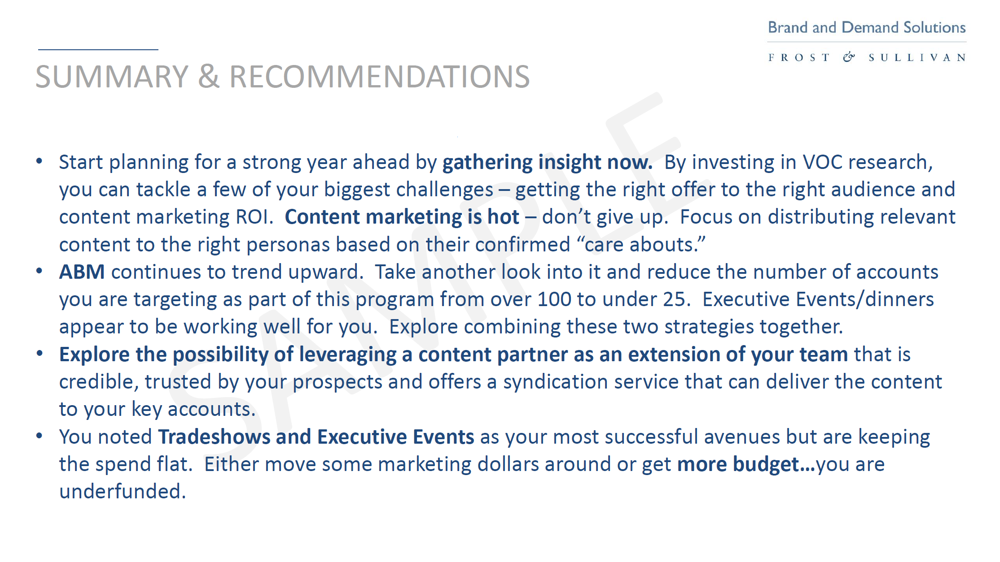 Brand and Demand Solutions
FROST & SULLIVAN
SUMMARY & RECOMMENDATIONS
SAMPLE
• Start planning for a strong year ahead by gathering insight now.  By investing in VOC research,
you can tackle a few of your biggest challenges – getting the right offer to the right audience and
content marketing ROI.  Content marketing is hot – don’t give up.  Focus on distributing relevant
content to the right personas based on their confirmed “care abouts.”
• ABM continues to trend upward.  Take another look into it and reduce the number of accounts
you are targeting as part of this program from over 100 to under 25.  Executive Events/dinners
appear to be working well for you.  Explore combining these two strategies together.
• Explore the possibility of leveraging a content partner as an extension of your team that is
credible, trusted by your prospects and offers a syndication service that can deliver the content
to your key accounts.
• You noted Tradeshows and Executive Events as your most successful avenues but are keeping
the spend flat.  Either move some marketing dollars around or get more budget…you are
underfunded.